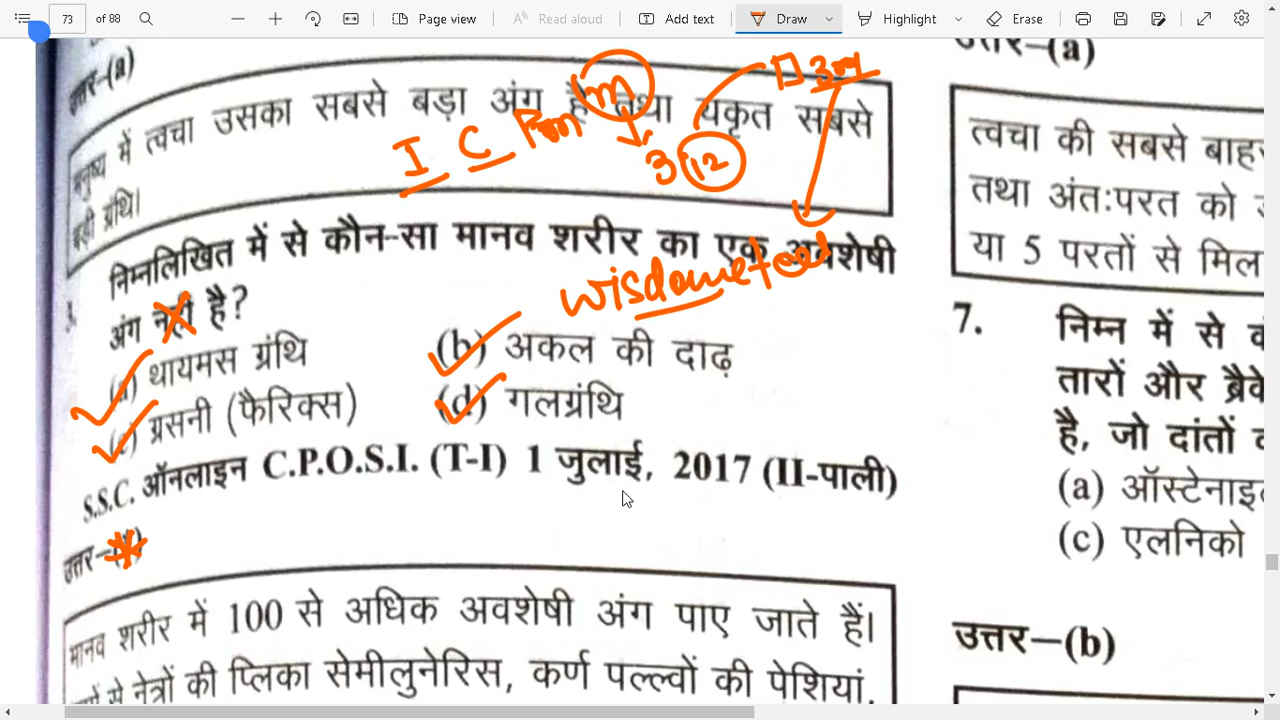 73 of 88 Page view Read aloud Add text Draw Highlight Erase
उत्तर-(a)
मनुष्य में त्वचा उसका सबसे बड़ा अंग है तथा यकृत सबसे
बड़ी ग्रंथि।
I C Pm m 3 12
निम्नलिखित में से कौन-सा मानव शरीर का एक अवशेषी
अंग नहीं है?
wisdom
(a) थायमस ग्रंथि (b) अकल की दाढ़
(c) ग्रसनी (फैरिक्स) (d) गलग्रंथि
S.S.C. ऑनलाइन C.P.O.S.I. (T-I) 1 जुलाई, 2017 (II-पाली)
उत्तर-(*)
मानव शरीर में 100 से अधिक अवशेषी अंग पाए जाते हैं।
से नेत्रों की प्लिका सेमीलुनेरिस, कर्ण पल्लवों की पेशियां,
उत्तर-(a)
त्वचा की सबसे बाह
तथा अंतःपरत को
या 5 परतों से मिल
7. निम्न में से
तारों और ब्रैके
है, जो दांतों
(a) ऑस्टेनाइ
(c) एलनिको
उत्तर-(b)